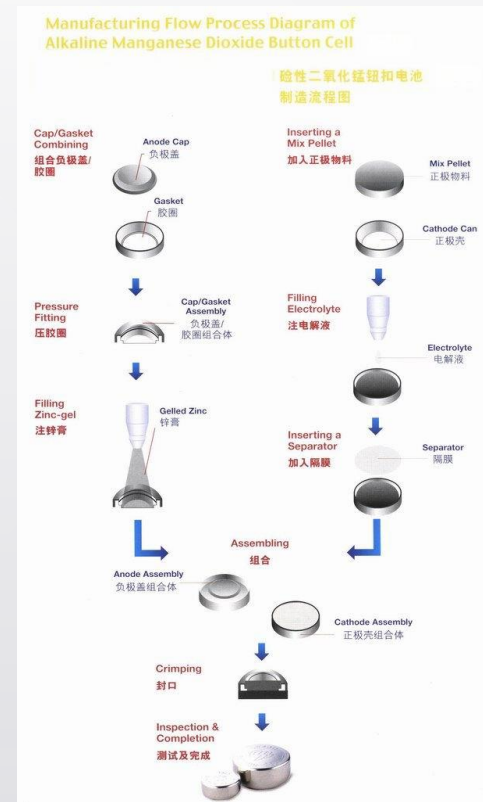 Manufacturing Flow Process Diagram of
Alkaline Manganese Dioxide Button Cell
硷性二氧化锰钮扣电池
制造流程图
Cap/Gasket
Combining
组合负极盖/
胶圈
Anode Cap
负极盖
Gasket
胶圈
Pressure
Fitting
压胶圈
Cap/Gasket
Assembly
负极盖/
胶圈组合体
Filling
Zinc-gel
注锌膏
Gelled Zinc
锌膏
Inserting a
Mix Pellet
加入正极物料
Mix Pellet
正极物料
Cathode Can
正极壳
Filling
Electrolyte
注电解液
Electrolyte
电解液
Inserting a
Separator
加入隔膜
Separator
隔膜
Assembling
组合
Anode Assembly
负极盖组合体
Cathode Assembly
正极壳组合体
Crimping
封口
Inspection &
Completion
测试及完成